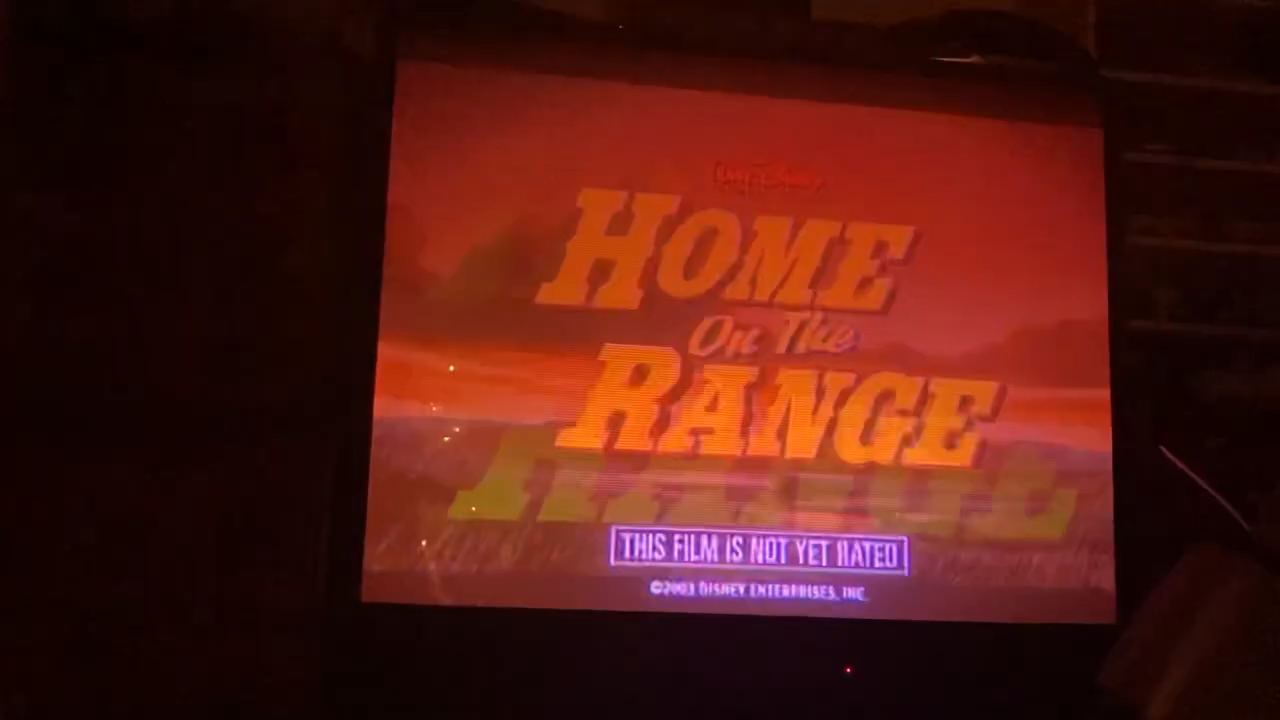 HOME
On The
RANGE
THIS FILM IS NOT YET RATED
©2003 DISNEY ENTERPRISES, INC.